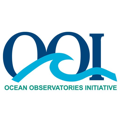 OOI
OCEAN OBSERVATORIES INITIATIVE